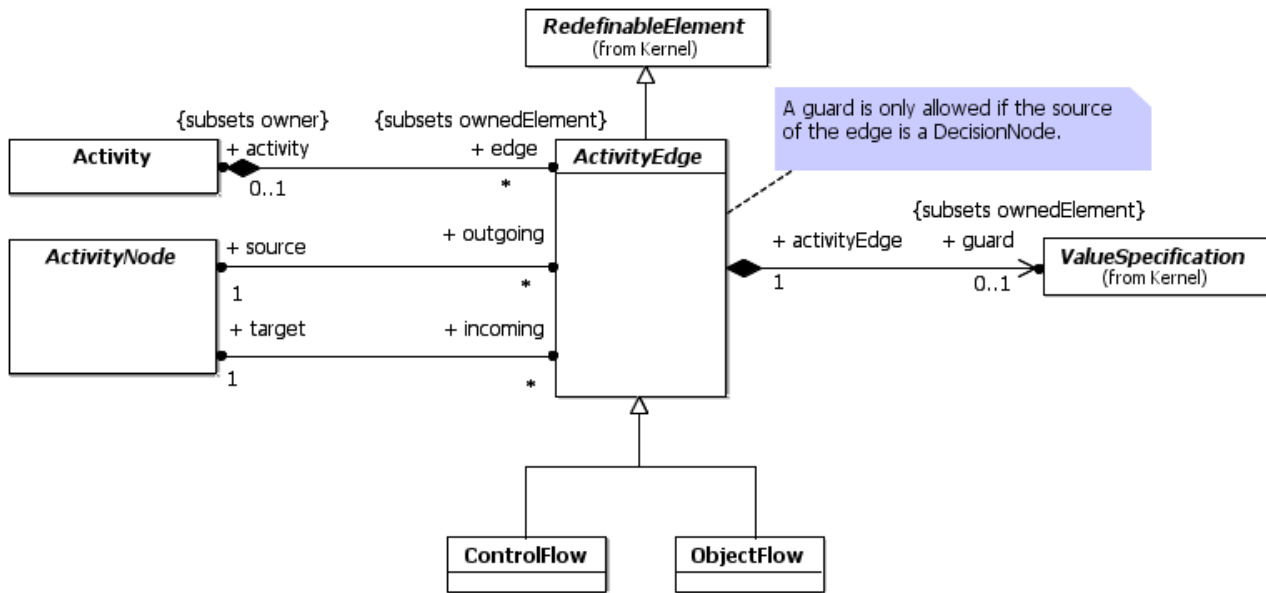 RedefinableElement
(from Kernel)
A guard is only allowed if the source
of the edge is a DecisionNode.
{subsets owner}
{subsets ownedElement}
Activity
+ activity
+ edge
ActivityEdge
0..1
*
{subsets ownedElement}
ActivityNode
+ source
+ outgoing
+ activityEdge
+ guard
ValueSpecification
(from Kernel)
1
*
1
0..1
+ target
+ incoming
1
*
ControlFlow
ObjectFlow